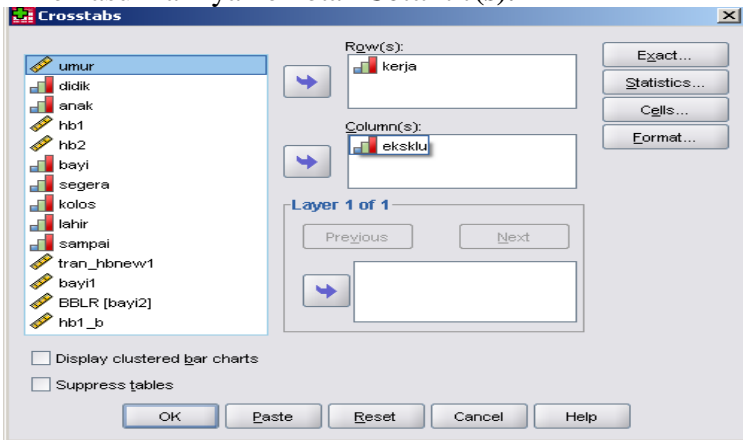 Crosstabs
Row(s):
umur
didik
anak
hb1
hb2
bayi
segera
kolos
lahir
sampai
tran_hbnew1
bayi1
BBLR [bayi2]
hb1_b
kerja
Column(s):
eksklu
Layer 1 of 1
Previous
Next
Exact...
Statistics...
Cells...
Format...
Display clustered bar charts
Suppress tables
OK
Paste
Reset
Cancel
Help